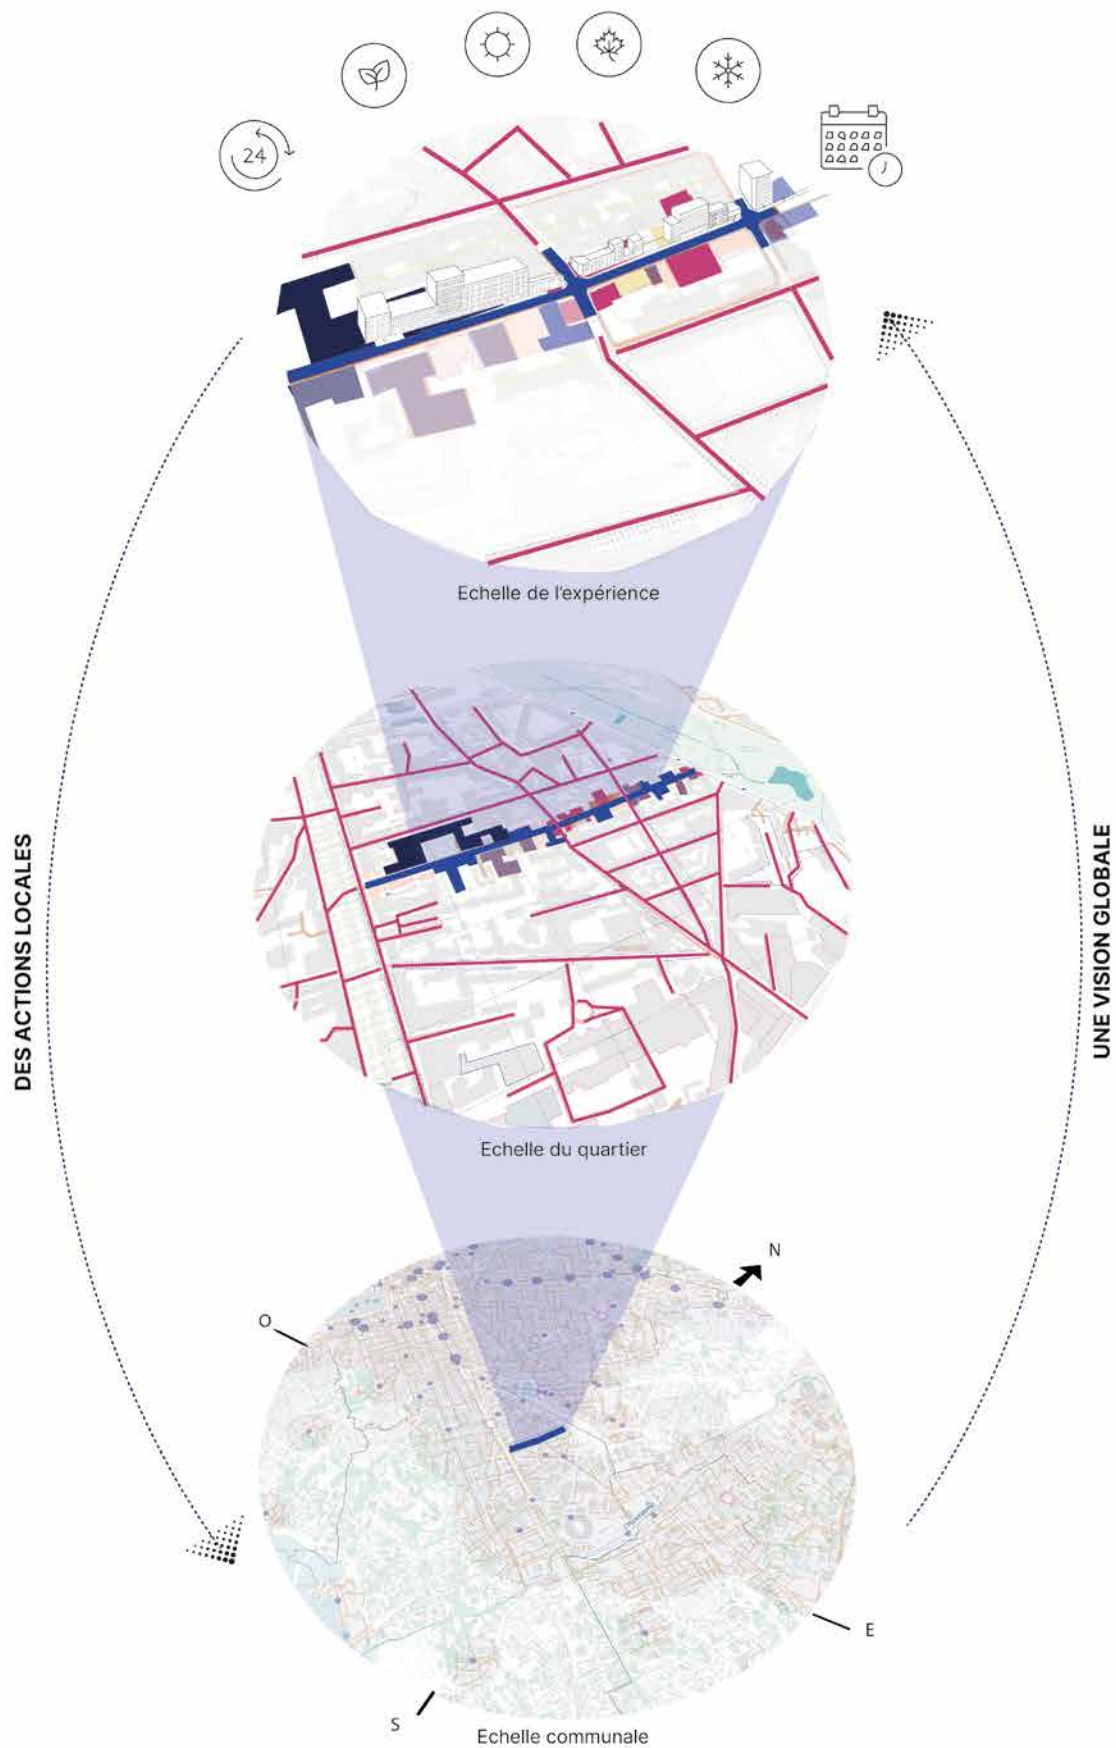 24
Echelle de l'expérience
DES ACTIONS LOCALES
UNE VISION GLOBALE
Echelle du quartier
N
O
E
S
Echelle communale